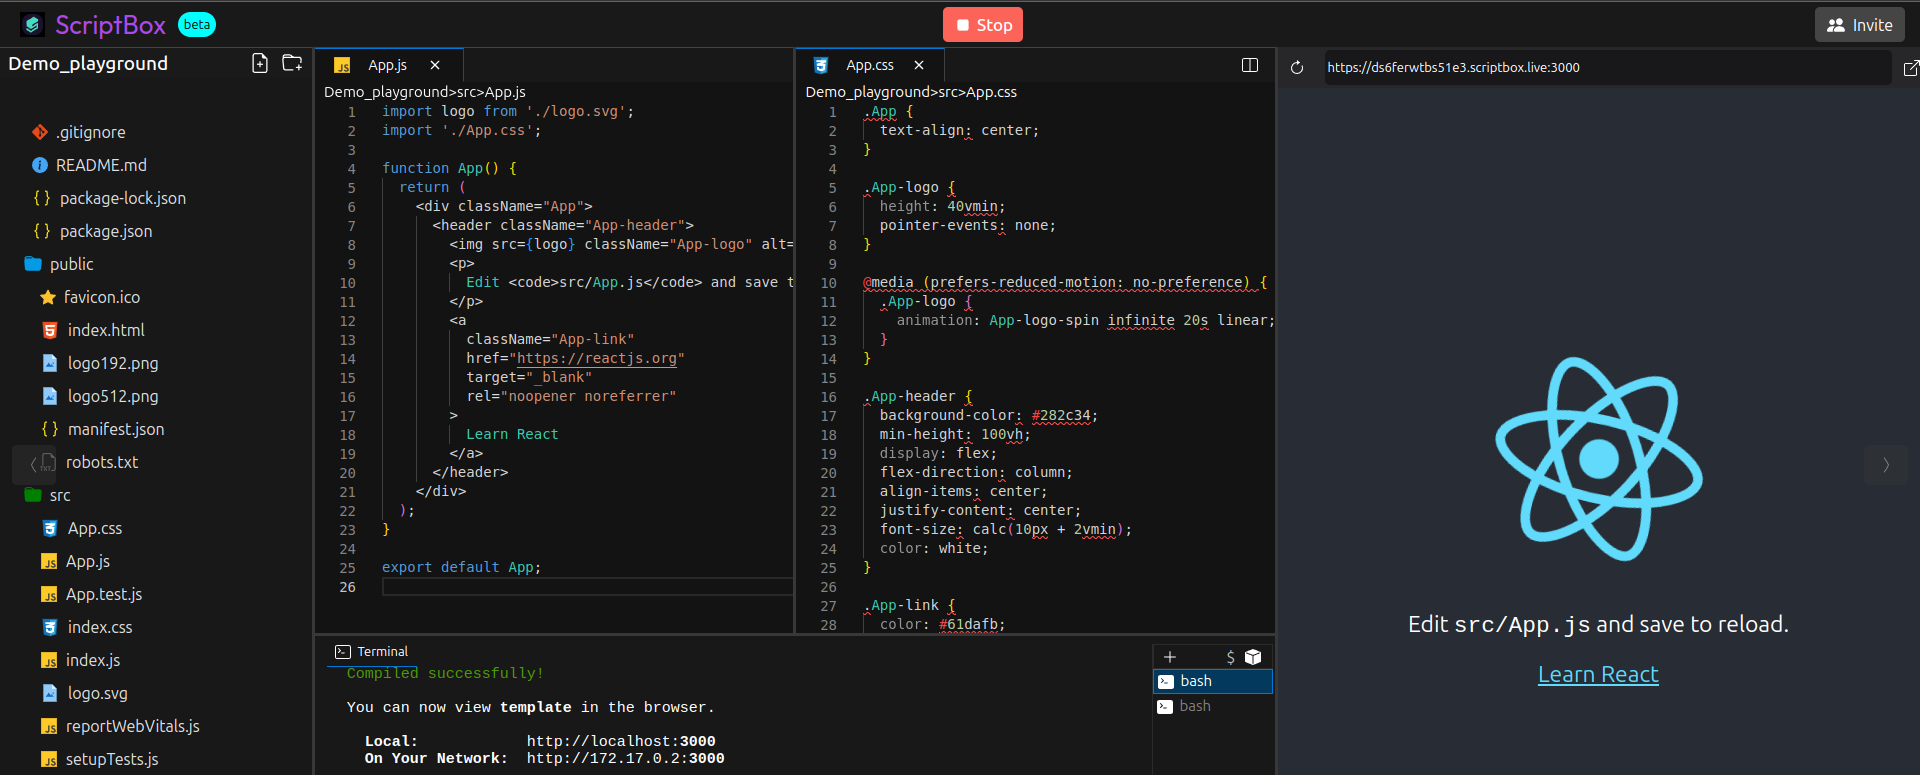 ScriptBox beta
Stop
Invite
Demo_playground
.gitignore
README.md
package-lock.json
package.json
public
favicon.ico
index.html
logo192.png
logo512.png
manifest.json
robots.txt
src
App.css
App.js
App.test.js
index.css
index.js
logo.svg
reportWebVitals.js
setupTests.js
App.js
Demo_playground>src>App.js
1 import logo from './logo.svg';
2 import './App.css';
3
4 function App() {
5 return (
6 <div className="App">
7 <header className="App-header">
8 <img src={logo} className="App-logo" alt=
9 <p>
10 Edit <code>src/App.js</code> and save t
11 </p>
12 <a
13 className="App-link"
14 href="https://reactjs.org"
15 target="_blank"
16 rel="noopener noreferrer"
17 >
18 Learn React
19 </a>
20 </header>
21 </div>
22 );
23 }
24
25 export default App;
26
App.css
Demo_playground>src>App.css
1 .App {
2 text-align: center;
3 }
4
5 .App-logo {
6 height: 40vmin;
7 pointer-events: none;
8 }
9
10 @media (prefers-reduced-motion: no-preference) {
11 .App-logo {
12 animation: App-logo-spin infinite 20s linear;
13 }
14 }
15
16 .App-header {
17 background-color: #282c34;
18 min-height: 100vh;
19 display: flex;
20 flex-direction: column;
21 align-items: center;
22 justify-content: center;
23 font-size: calc(10px + 2vmin);
24 color: white;
25 }
26
27 .App-link {
28 color: #61dafb;
Terminal
Compiled successfully!
You can now view template in the browser.
Local: http://localhost:3000
On Your Network: http://172.17.0.2:3000
+ $
bash
bash
https://ds6ferwtbs51e3.scriptbox.live:3000
Edit src/App.js and save to reload.
Learn React